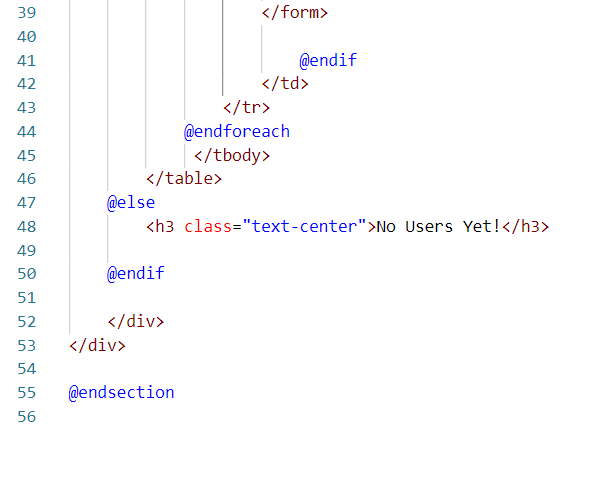 39 </form>
40
41 @endif
42 </td>
43 </tr>
44 @endforeach
45 </tbody>
46 </table>
47 @else
48 <h3 class="text-center">No Users Yet!</h3>
49
50 @endif
51
52 </div>
53 </div>
54
55 @endsection
56